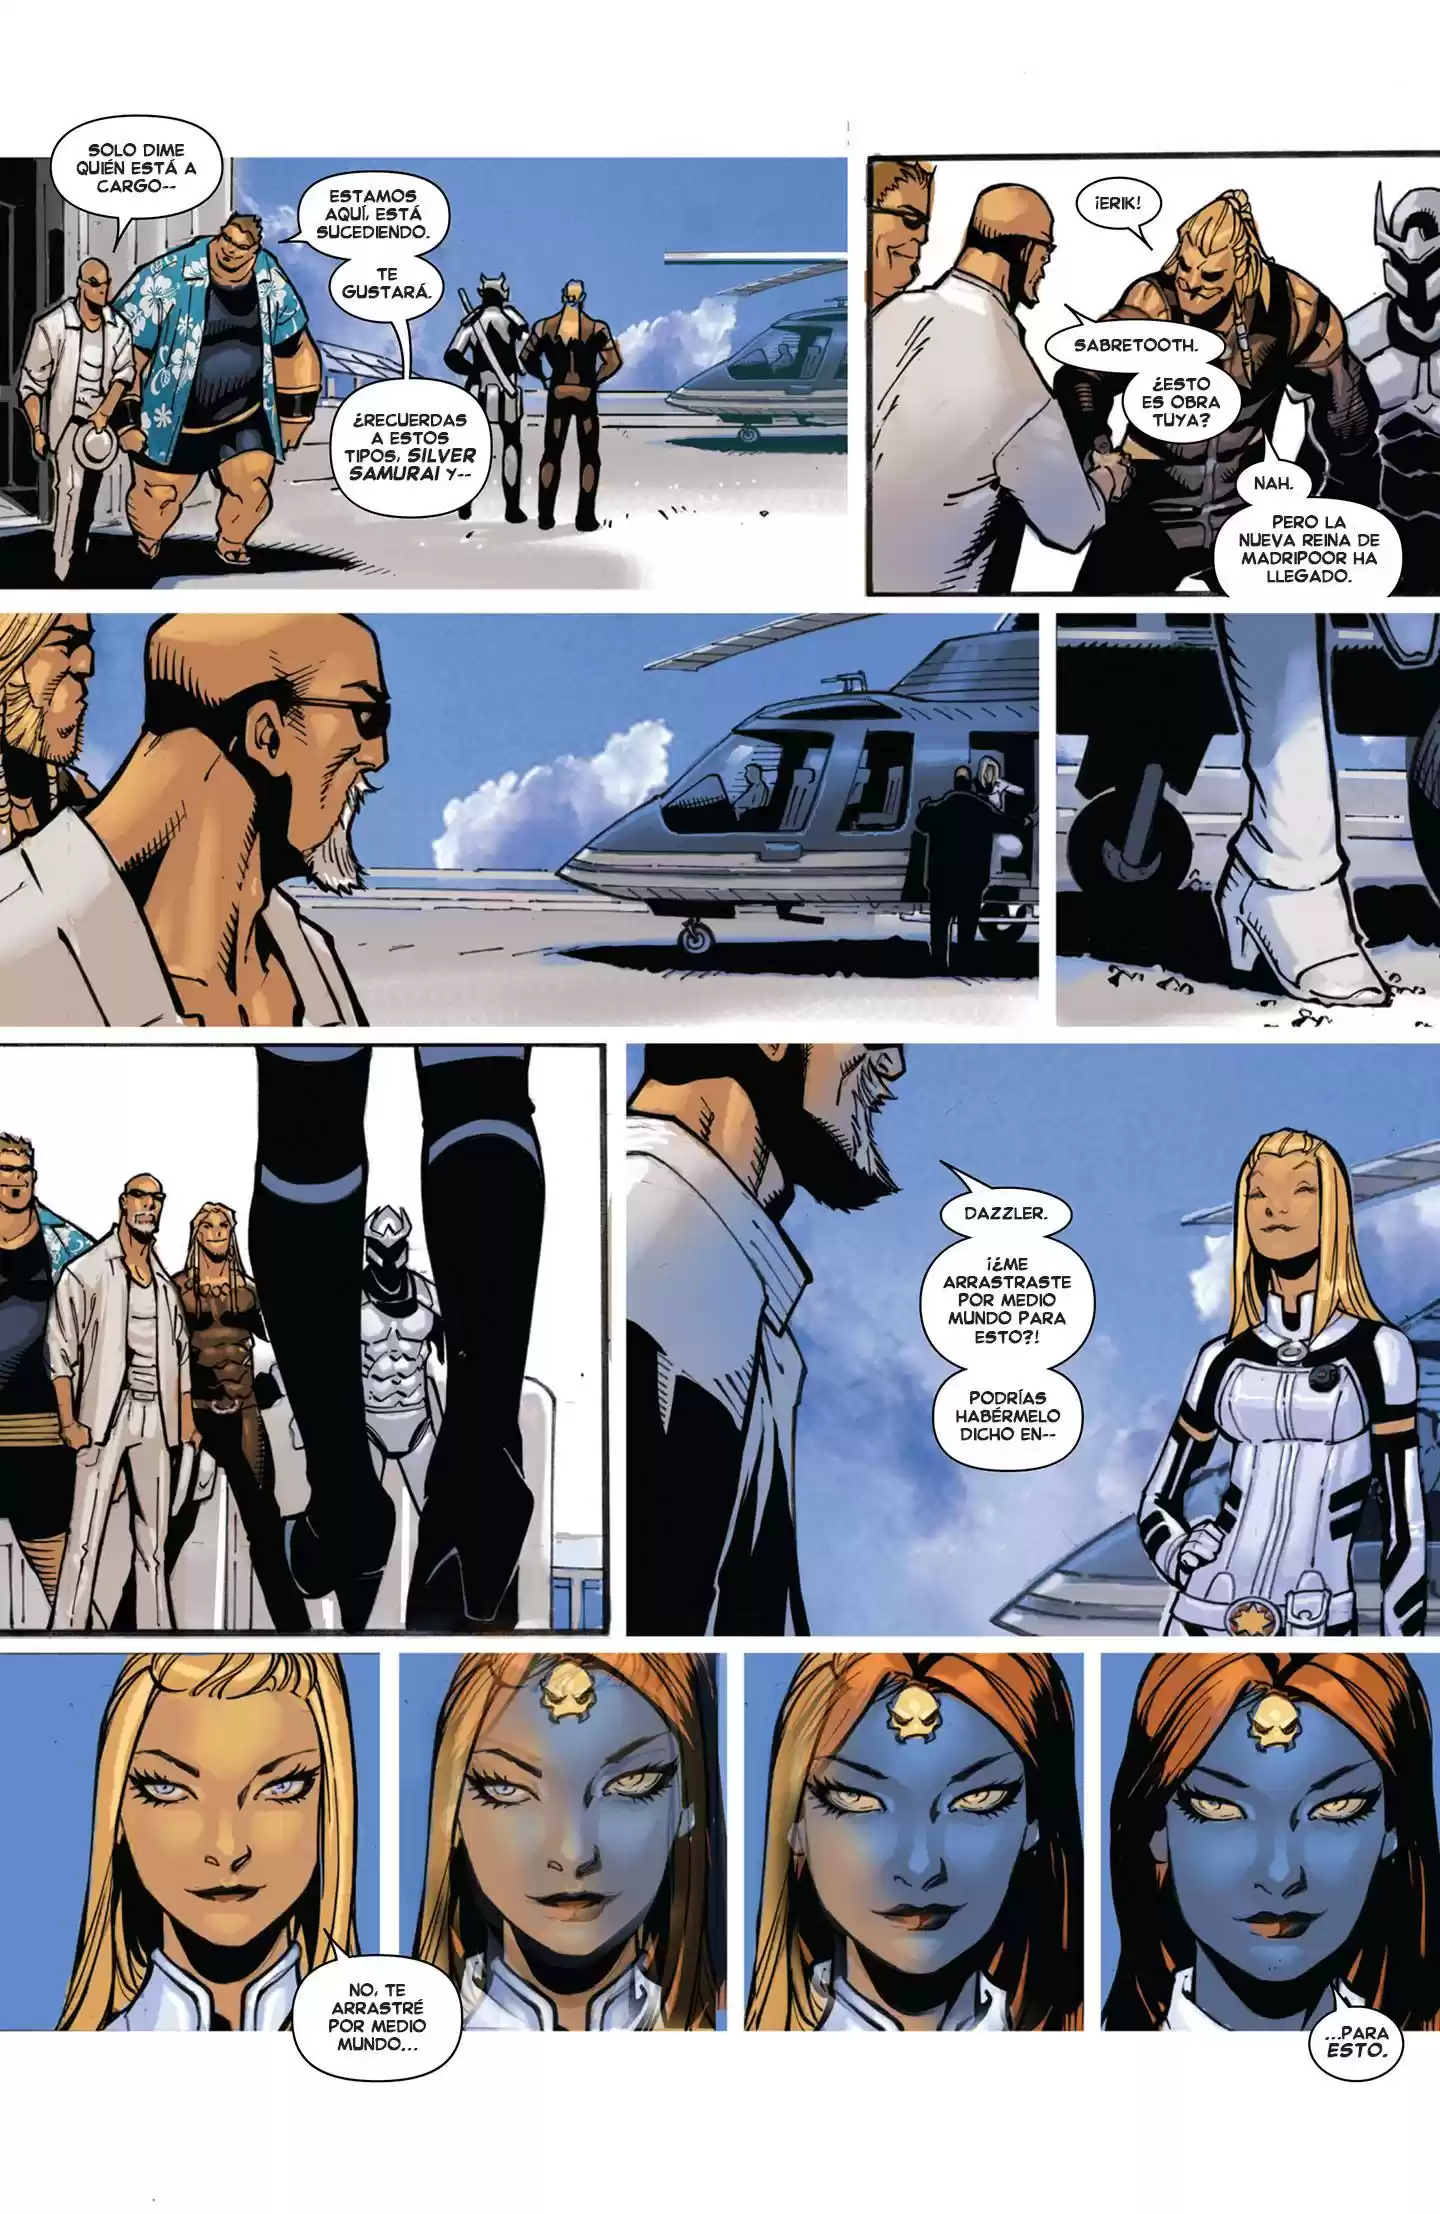 SOLO DIME
QUIÉN ESTÁ A
CARGO--
ESTAMOS
AQUÍ, ESTÁ
SUCEDIENDO.
TE
GUSTARÁ.
¿RECUERDAS
A ESTOS
TIPOS, SILVER
SAMURAI Y--
¡ERIK!
SABRETOOTH.
¿ESTO
ES OBRA
TUYA?
NAH.
PERO LA
NUEVA REINA DE
MADRIPOOR HA
LLEGADO.
DAZZLER.
¡¿ME
ARRASTRASTE
POR MEDIO
MUNDO PARA
ESTO?!
PODRÍAS
HABÉRMELO
DICHO EN--
NO, TE
ARRASTRÉ
POR MEDIO
MUNDO...
...PARA
ESTO.